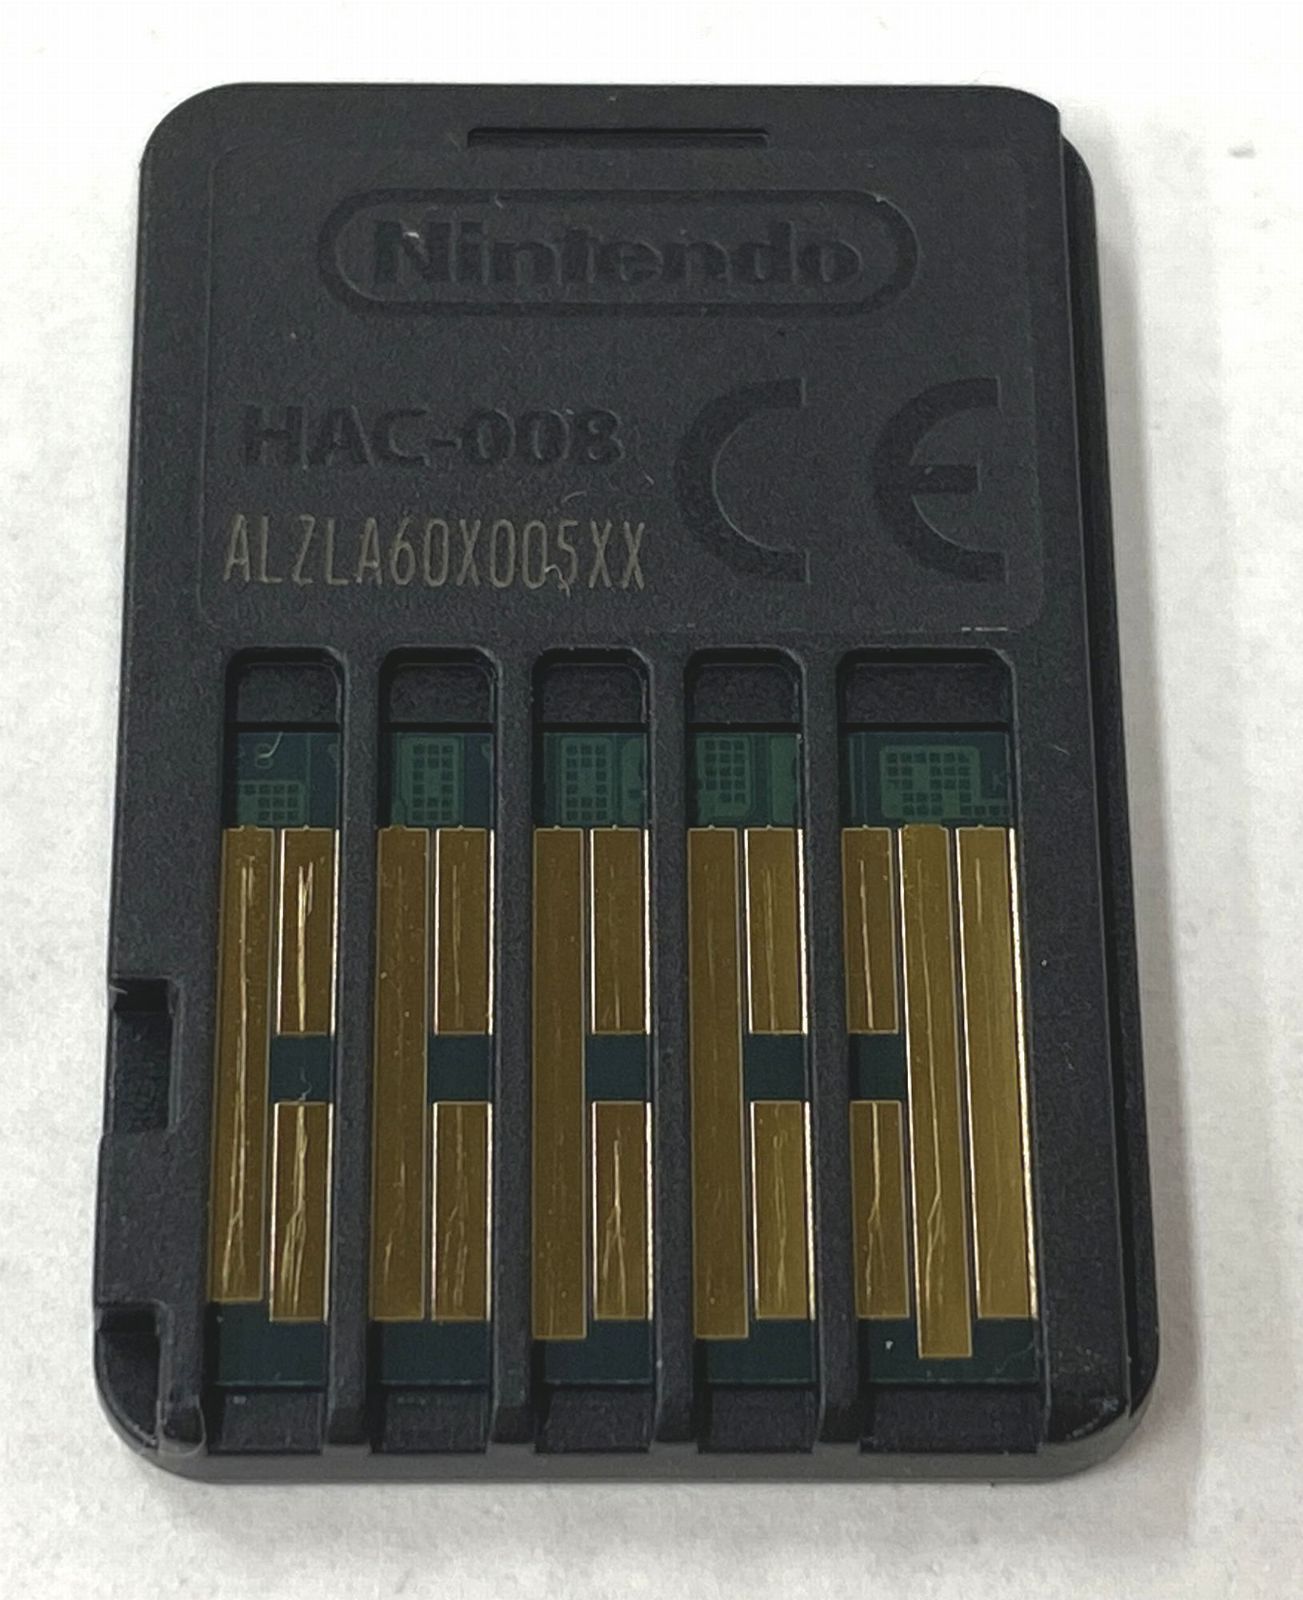 Nintendo
HAC-008
ALZLA60X005XX
CE